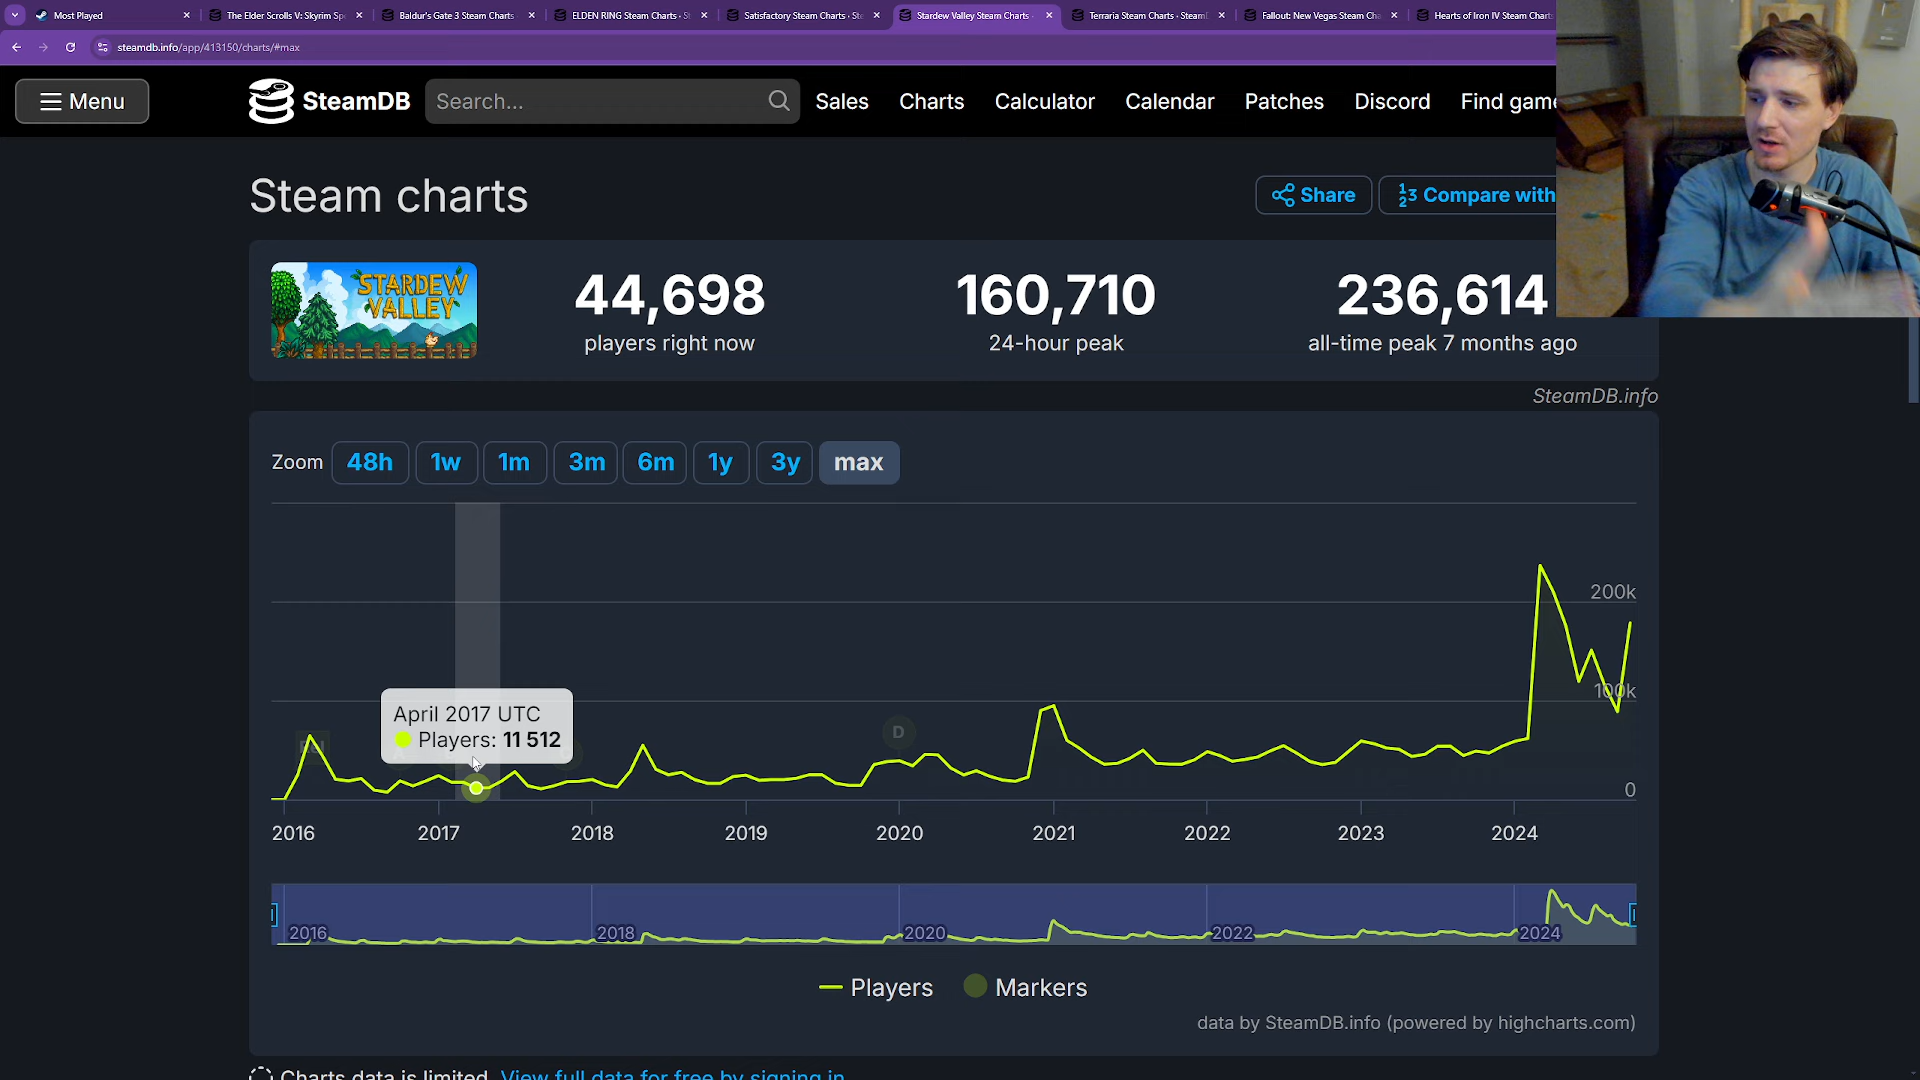 Most Played
The Elder Scrolls V: Skyrim Sp
Baldur's Gate 3 Steam Charts
ELDEN RING Steam Charts · S
Satisfactory Steam Charts · Ste
Stardew Valley Steam Charts ·
Terraria Steam Charts · SteamD
Fallout: New Vegas Steam Cha
Hearts of Iron IV Steam Charts
steamdb.info/app/413150/charts/#max
Menu
SteamDB
Search...
Sales
Charts
Calculator
Calendar
Patches
Discord
Find game
Steam charts
Share
Compare with
STARDEW
VALLEY
44,698
players right now
160,710
24-hour peak
236,614
all-time peak 7 months ago
SteamDB.info
Zoom 48h 1w 1m 3m 6m 1y 3y max
200k
100k
0
D
April 2017 UTC
Players: 11 512
2016 2017 2018 2019 2020 2021 2022 2023 2024
2016 2018 2020 2022 2024
Players Markers
data by SteamDB.info (powered by highcharts.com)
Charts data is limited. View full data for free by signing in